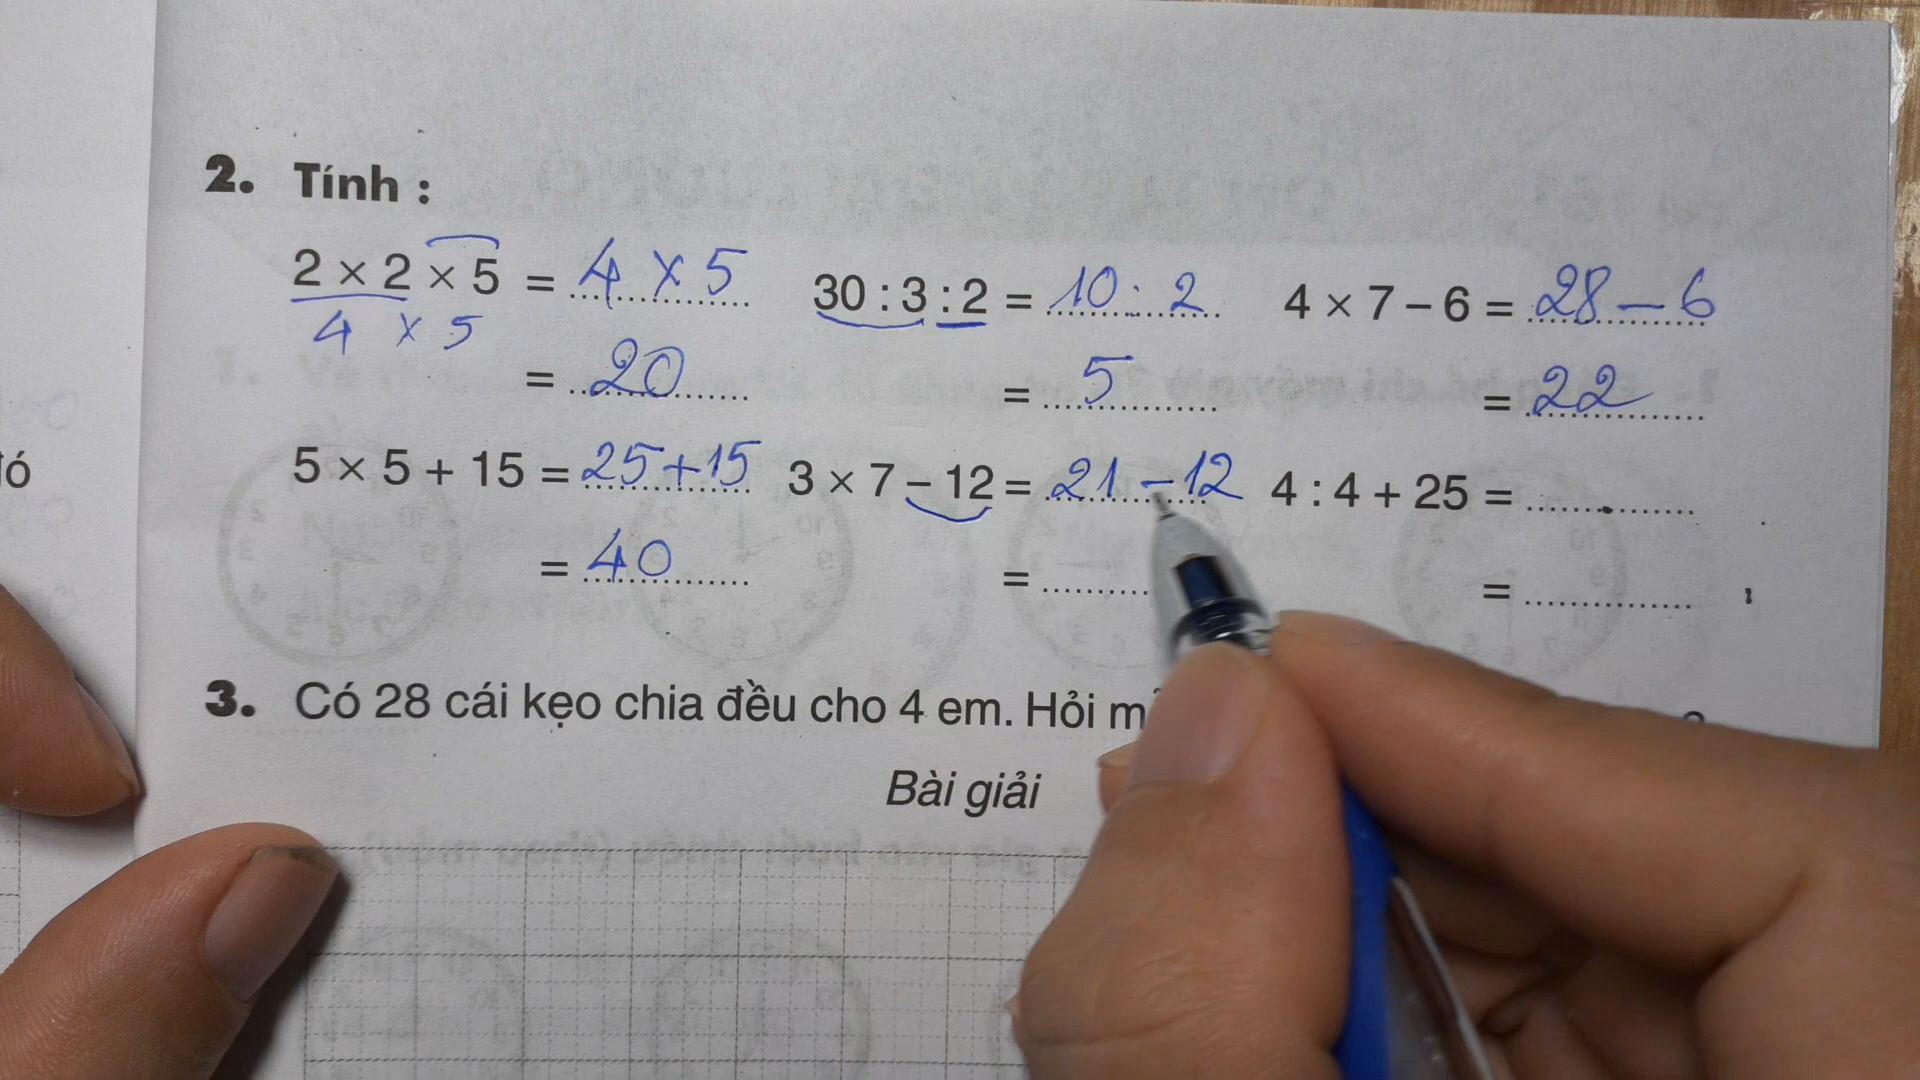 2. Tính :
2 × 2 × 5 = 4 × 5
4 × 5
= 20
30 : 3 : 2 = 10 : 2
= 5
4 × 7 – 6 = 28 – 6
= 22
5 × 5 + 15 = 25 + 15
= 40
3 × 7 – 12 = 21 – 12
=
4 : 4 + 25 =
=
3. Có 28 cái kẹo chia đều cho 4 em. Hỏi
Bài giải